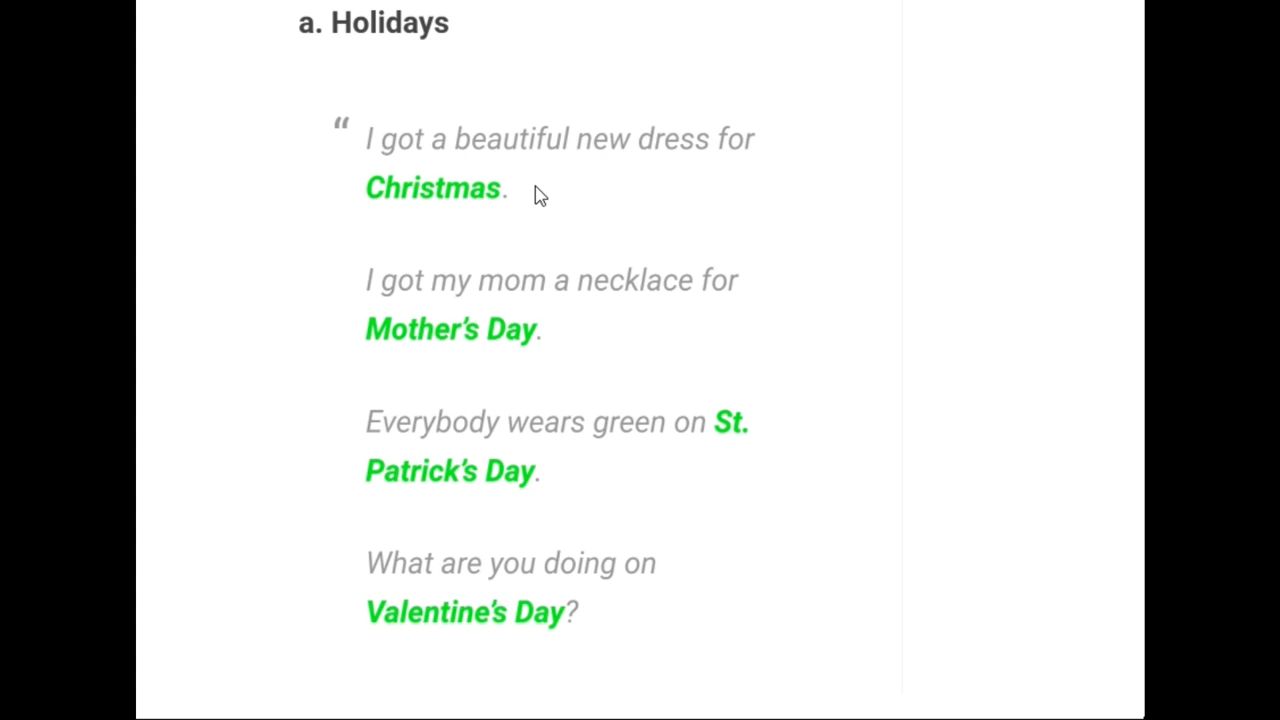 a. Holidays
“ I got a beautiful new dress for
Christmas.
I got my mom a necklace for
Mother’s Day.
Everybody wears green on St.
Patrick’s Day.
What are you doing on
Valentine’s Day?